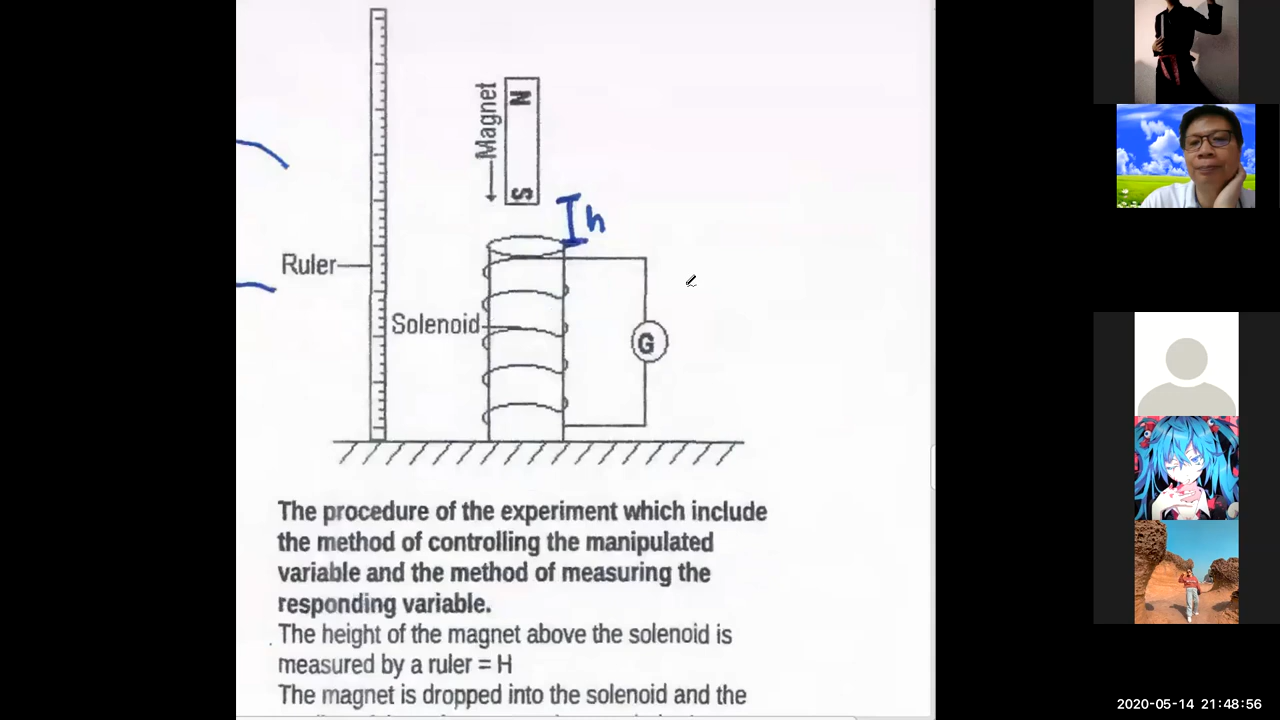 N
Magnet
S
h
Ruler
Solenoid
G
The procedure of the experiment which include
the method of controlling the manipulated
variable and the method of measuring the
responding variable.
The height of the magnet above the solenoid is
measured by a ruler = H
The magnet is dropped into the solenoid and the
2020-05-14 21:48:56